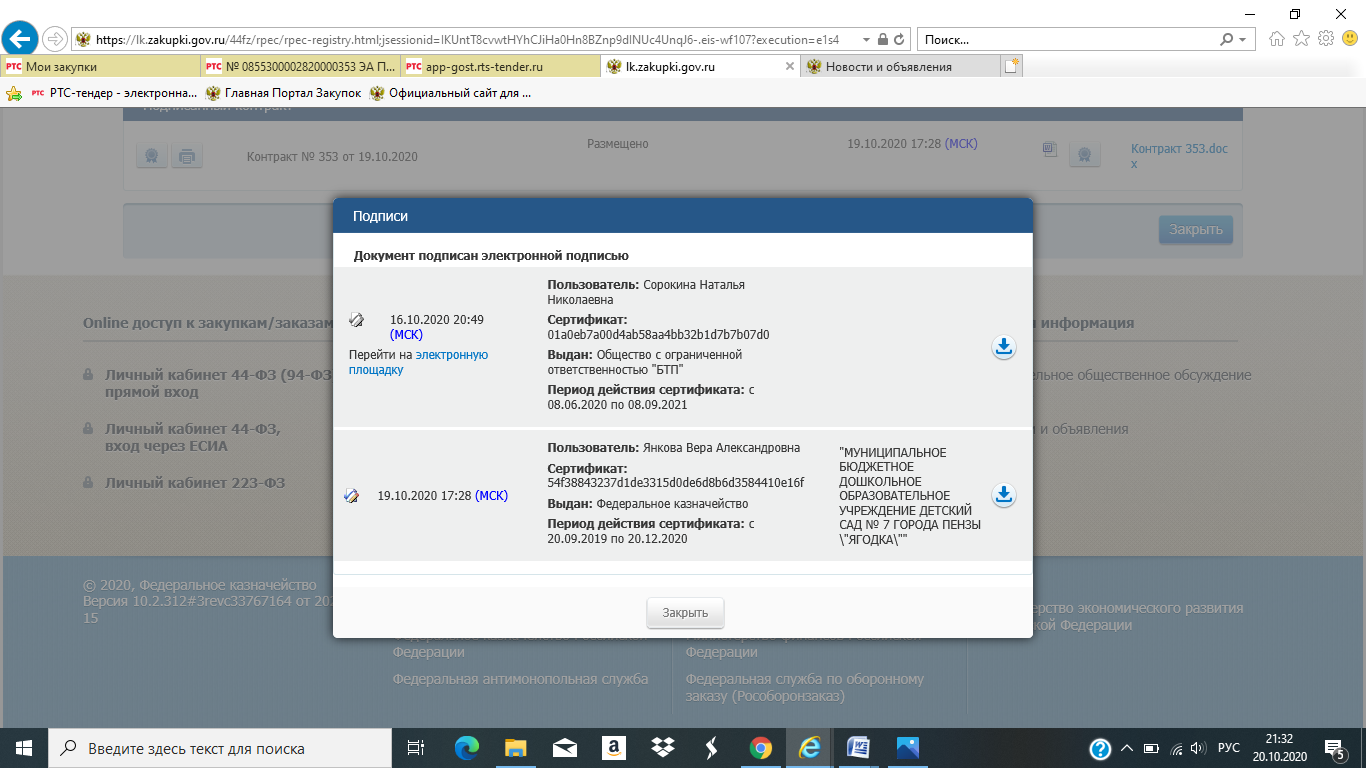 https://lk.zakupki.gov.ru/44fz/rpec/rpec-registry.html;jsessionid=IKUntT8cvwtHYhCJiHa0Hn8BZnp9dlNUc4UnqJ6-.eis-wf107?execution=e1s4
Поиск...
РТС Мои закупки
РТС № 0855300002820000353 ЭА П...
РТС app-gost.rts-tender.ru
lk.zakupki.gov.ru
Новости и объявления
РТС РТС-тендер - электронна...
Главная Портал Закупок
Официальный сайт для ...
Контракт № 353 от 19.10.2020
Размещено
19.10.2020 17:28 (МСК)
Контракт 353.doc
x
Закрыть
Подписи
Документ подписан электронной подписью
16.10.2020 20:49
(МСК)
Перейти на электронную
площадку
Пользователь: Сорокина Наталья
Николаевна
Сертификат:
01a0eb7a00d4ab58aa4bb32b1d7b7b07d0
Выдан: Общество с ограниченной
ответственностью "БТП"
Период действия сертификата: с
08.06.2020 по 08.09.2021
19.10.2020 17:28 (МСК)
Пользователь: Янкова Вера Александровна
Сертификат:
54f38843237d1de3315d0de6d8b6d3584410e16f
Выдан: Федеральное казначейство
Период действия сертификата: с
20.09.2019 по 20.12.2020
"МУНИЦИПАЛЬНОЕ
БЮДЖЕТНОЕ
ДОШКОЛЬНОЕ
ОБРАЗОВАТЕЛЬНОЕ
УЧРЕЖДЕНИЕ ДЕТСКИЙ
САД № 7 ГОРОДА ПЕНЗЫ
\"ЯГОДКА\""
Закрыть
Online доступ к закупкам/заказам
Личный кабинет 44-ФЗ (94-ФЗ
прямой вход
Личный кабинет 44-ФЗ,
вход через ЕСИА
Личный кабинет 223-ФЗ
информация
ельное общественное обсуждение
и объявления
© 2020, Федеральное казначейство
Версия 10.2.312#3revc33767164 от 202
15
Федерации
Федеральная антимонопольная служба
Федерации
Федеральная служба по оборонному
заказу (Рособоронзаказ)
ерство экономического развития
кой Федерации
Введите здесь текст для поиска
РУС
21:32
20.10.2020
5